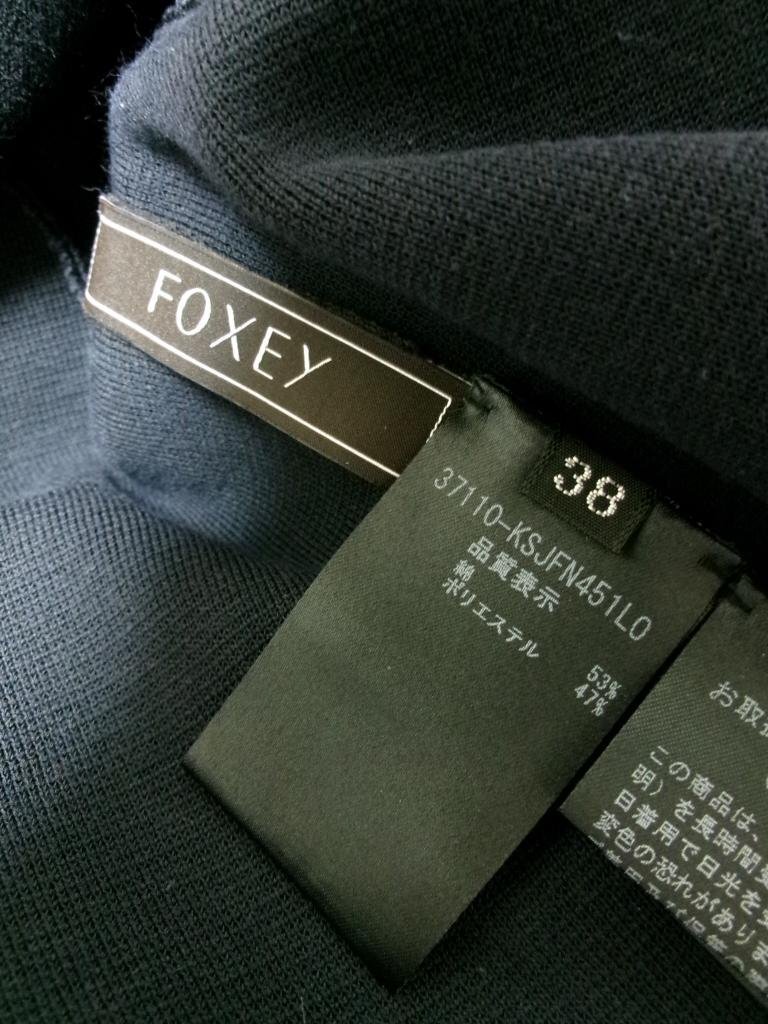 FOXEY
38
37110-KSJFN451LO
品質表示
綿 53%
ポリエステル 47%
お取
この商品は、
明)を長時間
日着用で日光を
変色の恐れがありま